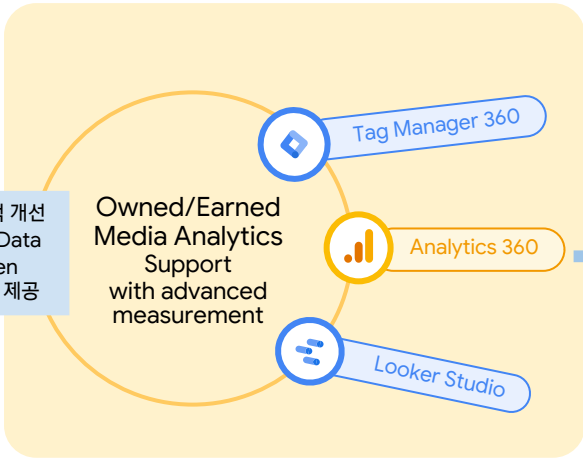 개선
Data
제공
Owned/Earned
Media Analytics
Support
with advanced
measurement
Tag Manager 360
Analytics 360
Looker Studio